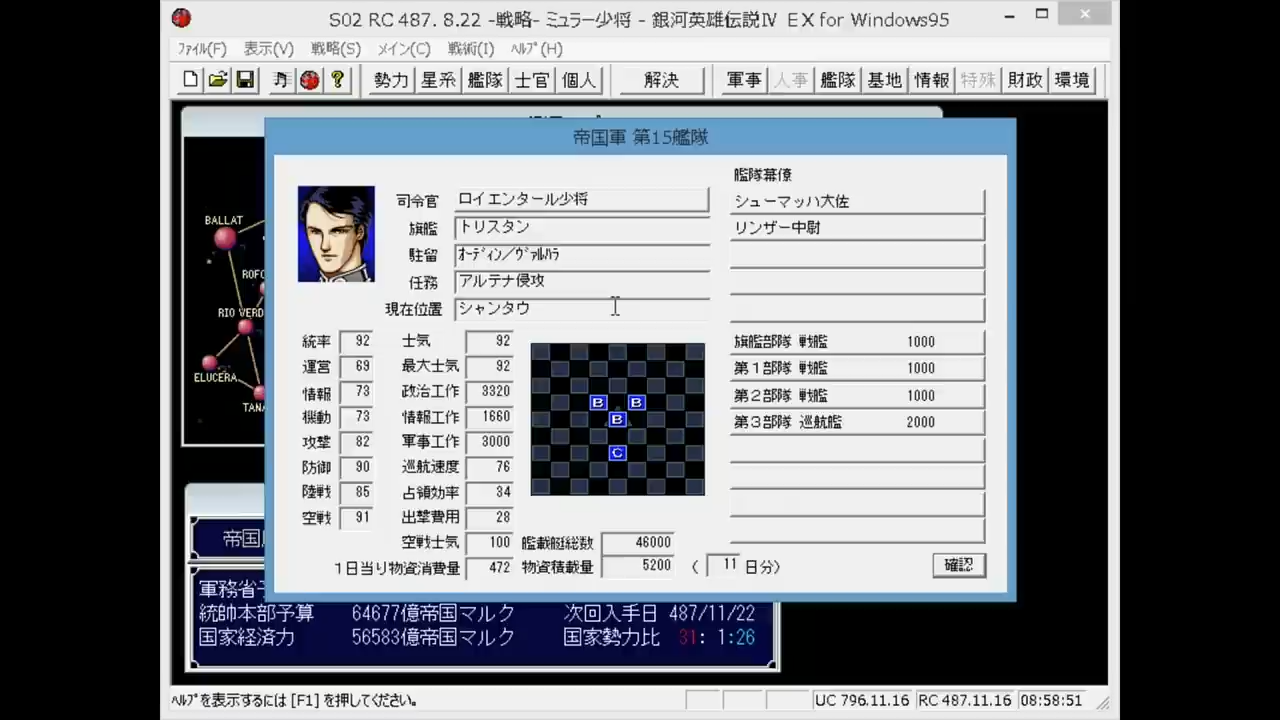 S02 RC 487. 8.22 -戦略- ミュラー少将 - 銀河英雄伝説Ⅳ EX for Windows95
ﾌｧｲﾙ(F) 表示(V) 戦略(S) メイン(C) 戦術(I) ﾍﾙﾌﾟ(H)
勢力 星系 艦隊 士官 個人 解決 軍事 人事 艦隊 基地 情報 特殊 財政 環境
帝国軍 第15艦隊
艦隊幕僚
司令官 ロイエンタール少将 シューマッハ大佐
旗艦 トリスタン リンザー中尉
駐留 ｵｰﾃﾞｨﾝ/ｳﾞｧﾙﾊﾗ
任務 アルテナ侵攻
現在位置 シャンタウ
BALLAT
RIO VERD
ELUCERA
統率 92 士気 92 旗艦部隊 戦艦 1000
運営 69 最大士気 92 第1部隊 戦艦 1000
情報 73 政治工作 3320 第2部隊 戦艦 1000
機動 73 情報工作 1660 第3部隊 巡航艦 2000
攻撃 82 軍事工作 3000
防御 90 巡航速度 76
陸戦 85 占領効率 34
空戦 91 出撃費用 28
空戦士気 100 艦載艇総数 46000
1日当り物資消費量 472 物資積載量 5200 ( 11 日分)
B B
B
C
確認
帝国
軍務省
統帥本部予算 64677億帝国マルク 次回入手日 487/11/22
国家経済力 56583億帝国マルク 国家勢力比 31: 1:26
ﾍﾙﾌﾟを表示するには [F1] を押してください。 UC 796.11.16 RC 487.11.16 08:58:51